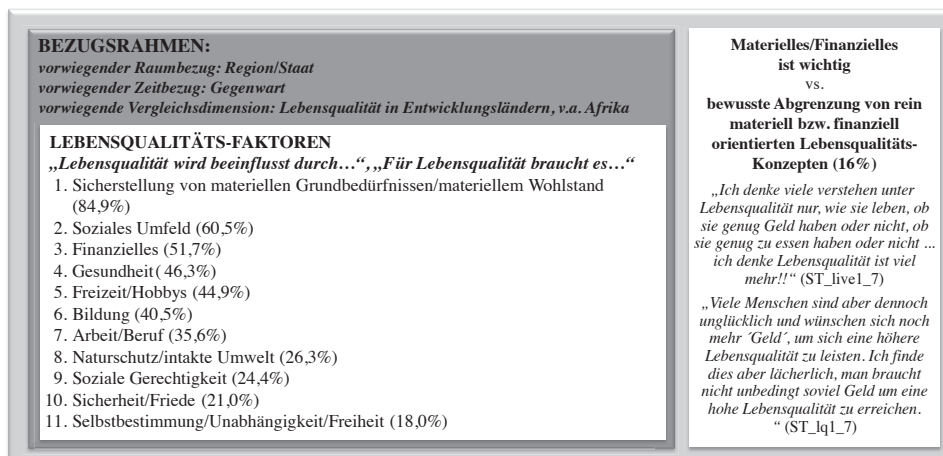 BEZUGSRAHMEN:
vorwiegender Raumbezug: Region/Staat
vorwiegender Zeitbezug: Gegenwart
vorwiegende Vergleichsdimension: Lebensqualität in Entwicklungsländern, v.a. Afrika
LEBENSQUALITÄTS-FAKTOREN
„Lebensqualität wird beeinflusst durch…“, „Für Lebensqualität braucht es…“
1. Sicherstellung von materiellen Grundbedürfnissen/materiellem Wohlstand
(84,9%)
2. Soziales Umfeld (60,5%)
3. Finanzielles (51,7%)
4. Gesundheit( 46,3%)
5. Freizeit/Hobbys (44,9%)
6. Bildung (40,5%)
7. Arbeit/Beruf (35,6%)
8. Naturschutz/intakte Umwelt (26,3%)
9. Soziale Gerechtigkeit (24,4%)
10. Sicherheit/Friede (21,0%)
11. Selbstbestimmung/Unabhängigkeit/Freiheit (18,0%)
Materielles/Finanzielles
ist wichtig
vs.
bewusste Abgrenzung von rein
materiell bzw. finanziell
orientierten Lebensqualitäts-
Konzepten (16%)
„Ich denke viele verstehen unter
Lebensqualität nur, wie sie leben, ob
sie genug Geld haben oder nicht, ob
sie genug zu essen haben oder nicht ...
ich denke Lebensqualität ist viel
mehr!!“ (ST_live1_7)
„Viele Menschen sind aber dennoch
unglücklich und wünschen sich noch
mehr ´Geld´, um sich eine höhere
Lebensqualität zu leisten. Ich finde
dies aber lächerlich, man braucht
nicht unbedingt soviel Geld um eine
hohe Lebensqualität zu erreichen.
“ (ST_lq1_7)